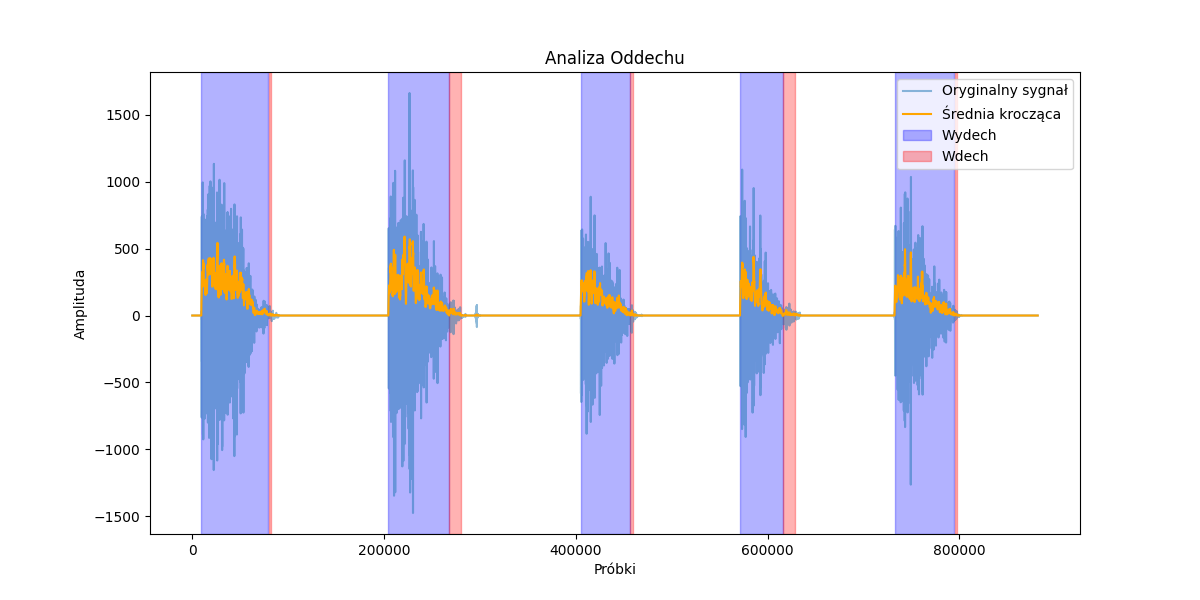 Analiza Oddechu
Oryginalny sygnał
Średnia krocząca
Wydech
Wdech
Amplituda
1500
1000
500
0
−500
−1000
−1500
0 200000 400000 600000 800000
Próbki